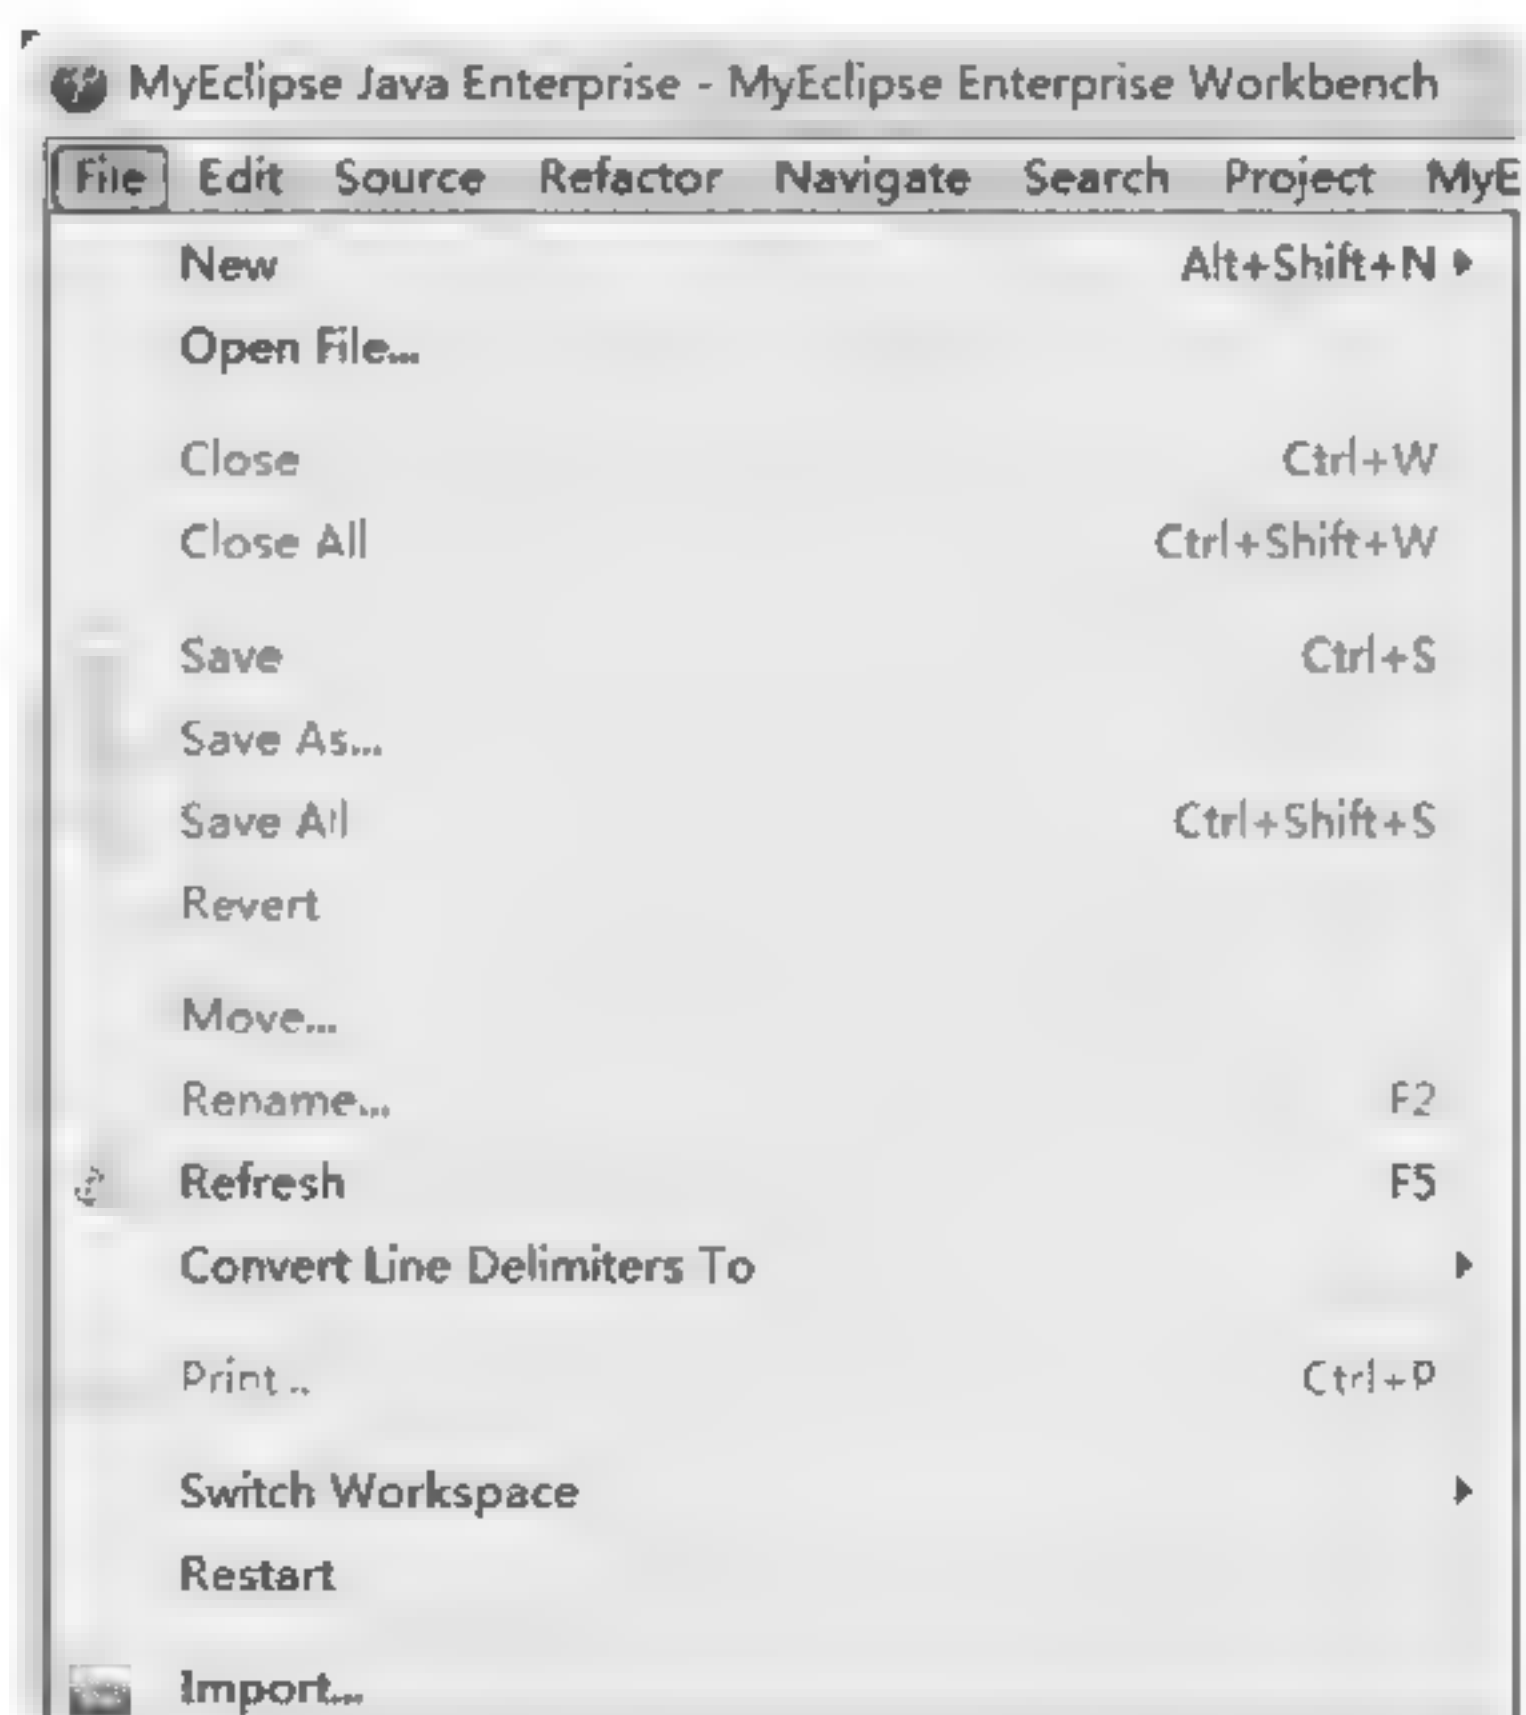 MyEclipse Java Enterprise - MyEclipse Enterprise Workbench
File Edit Source Refactor Navigate Search Project MyE
New Alt+Shift+N
Open File...
Close Ctrl+W
Close All Ctrl+Shift+W
Save Ctrl+S
Save As...
Save All Ctrl+Shift+S
Revert
Move...
Rename... F2
Refresh F5
Convert Line Delimiters To
Print... Ctrl+P
Switch Workspace
Restart
Import...